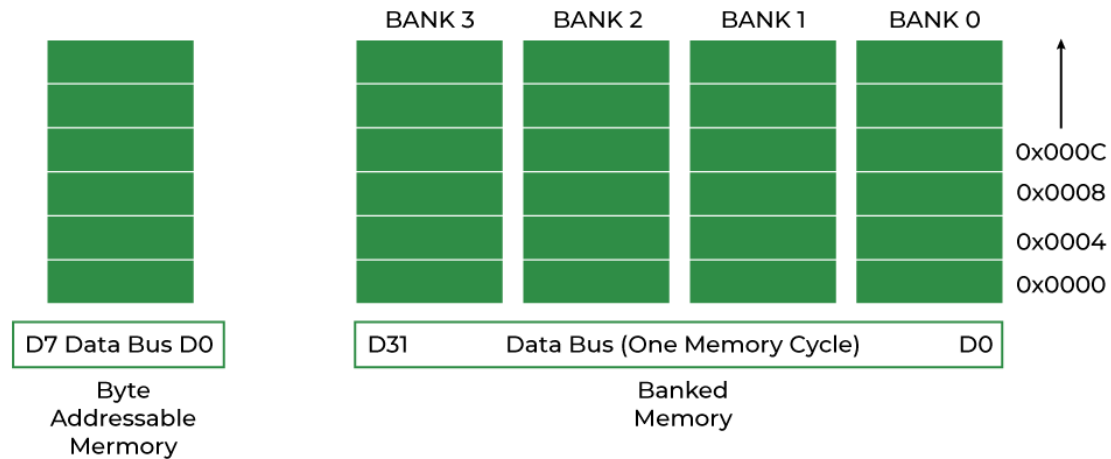 BANK 3 BANK 2 BANK 1 BANK 0
0x000C
0x0008
0x0004
0x0000
D7 Data Bus D0
D31 Data Bus (One Memory Cycle) D0
Byte
Addressable
Mermory
Banked
Memory